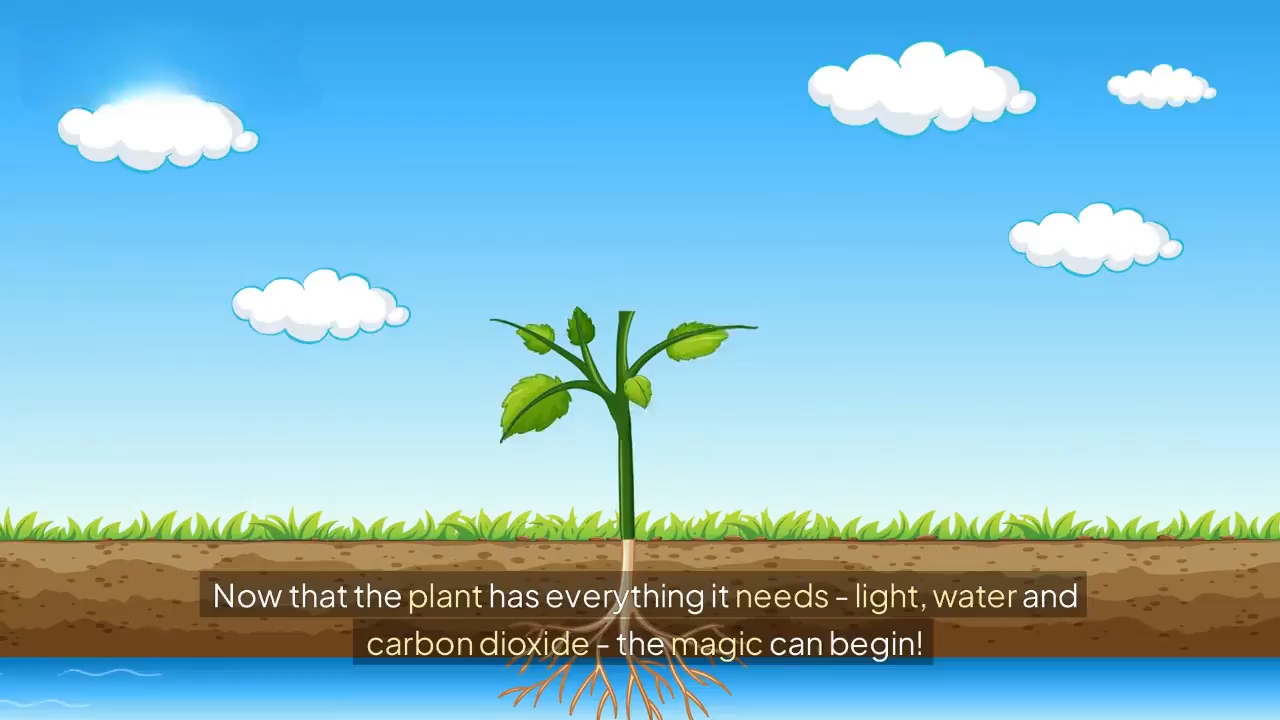 Now that the plant has everything it needs - light, water and
carbon dioxide - the magic can begin!